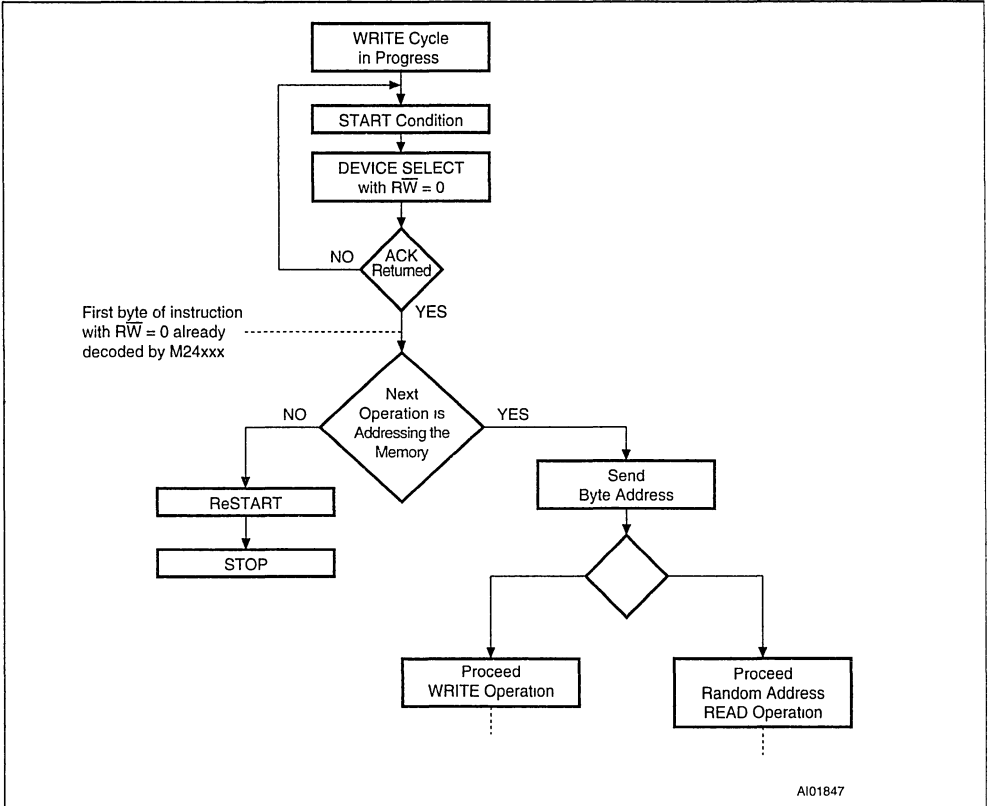 WRITE Cycle
in Progress
START Condition
DEVICE SELECT
with RW̅ = 0
NO
ACK
Returned
YES
First byte of instruction
with RW̅ = 0 already
decoded by M24xxx
Next
Operation is
Addressing the
Memory
NO
YES
Send
Byte Address
ReSTART
STOP
Proceed
WRITE Operation
Proceed
Random Address
READ Operation
AI01847